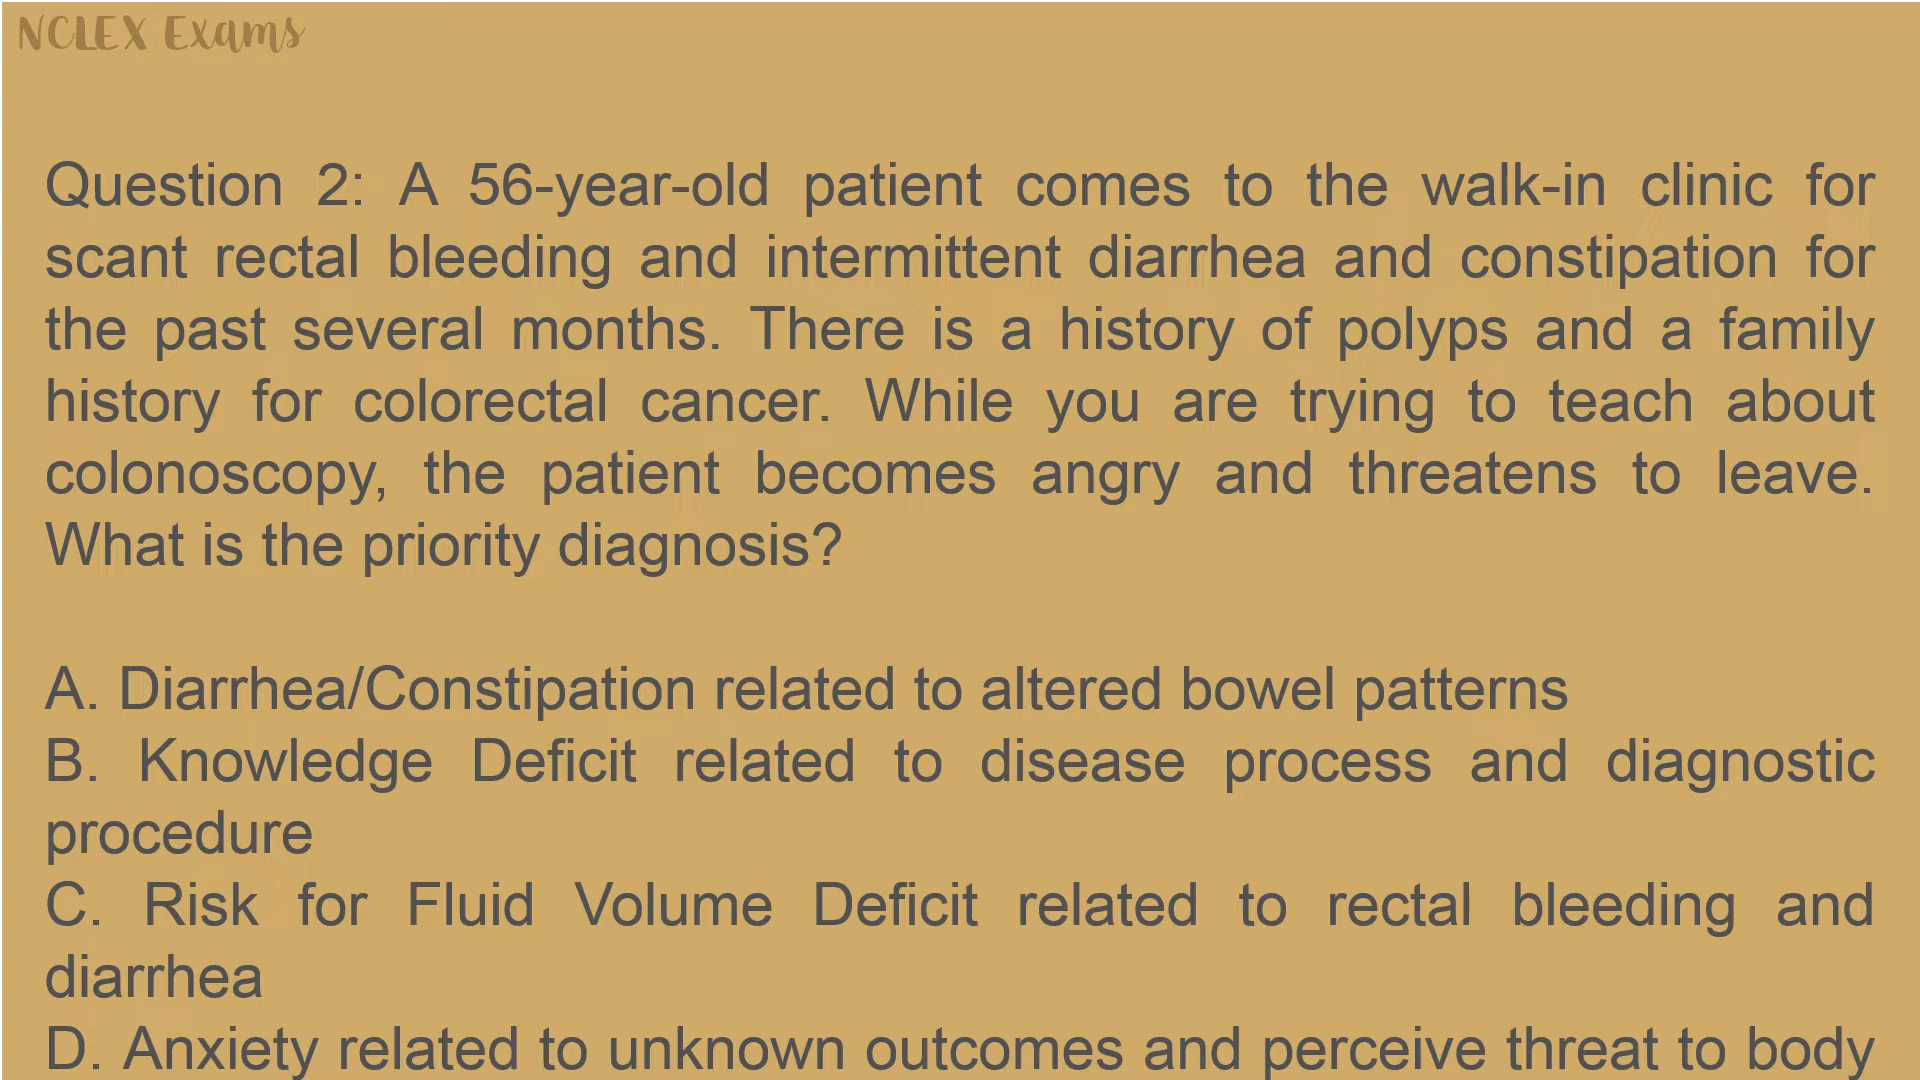 NCLEX Exams
Question 2: A 56-year-old patient comes to the walk-in clinic for
scant rectal bleeding and intermittent diarrhea and constipation for
the past several months. There is a history of polyps and a family
history for colorectal cancer. While you are trying to teach about
colonoscopy, the patient becomes angry and threatens to leave.
What is the priority diagnosis?
A. Diarrhea/Constipation related to altered bowel patterns
B. Knowledge Deficit related to disease process and diagnostic
procedure
C. Risk for Fluid Volume Deficit related to rectal bleeding and
diarrhea
D. Anxiety related to unknown outcomes and perceive threat to body